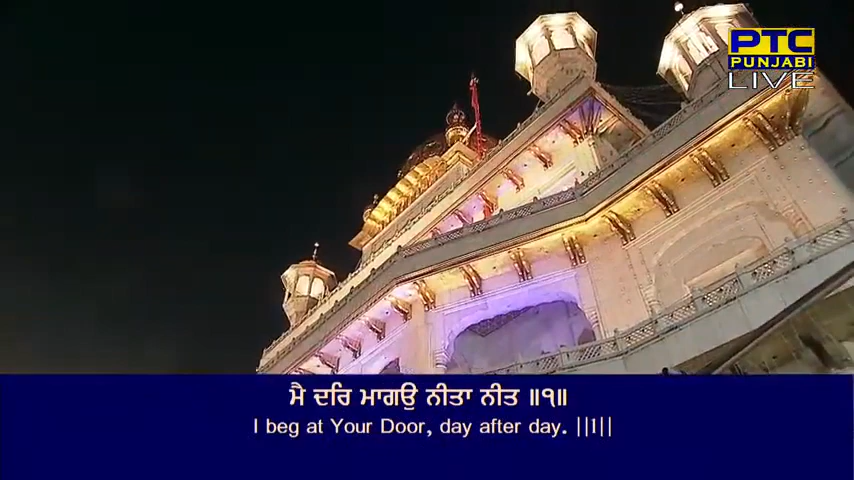 PTC
PUNJABI
LIVE
ਮੈ ਦਰਿ ਮਾਗਉ ਨੀਤਾ ਨੀਤ ॥੧॥
I beg at Your Door, day after day. ||1||